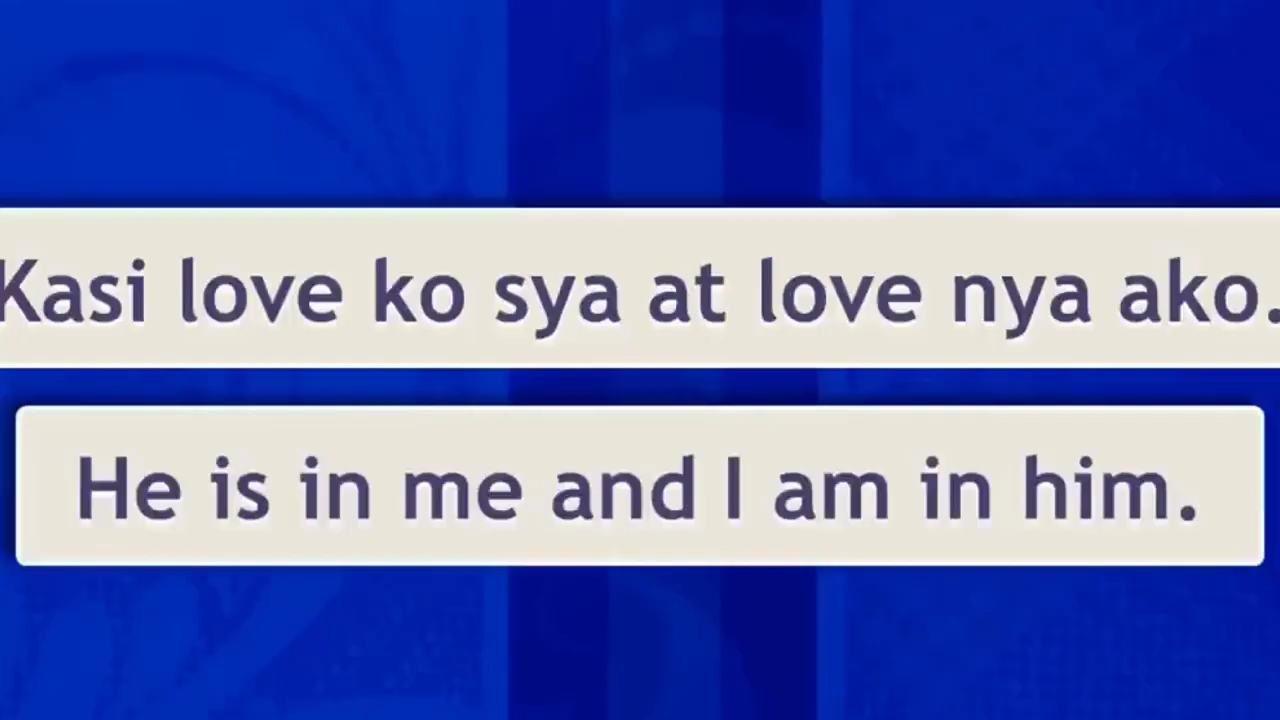 Kasi love ko sya at love nya ako.
He is in me and I am in him.